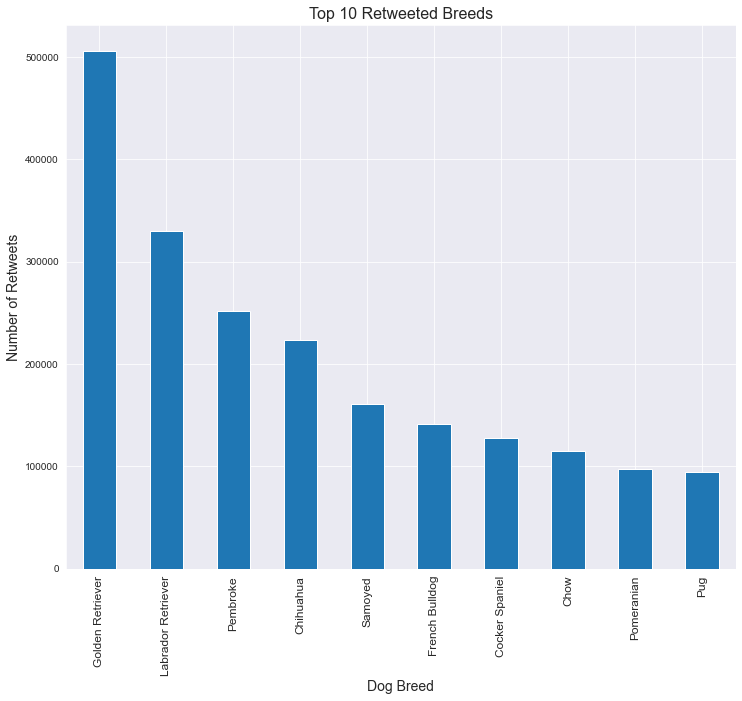 Top 10 Retweeted Breeds
Number of Retweets
500000
400000
300000
200000
100000
0
Golden Retriever
Labrador Retriever
Pembroke
Chihuahua
Samoyed
French Bulldog
Cocker Spaniel
Chow
Pomeranian
Pug
Dog Breed